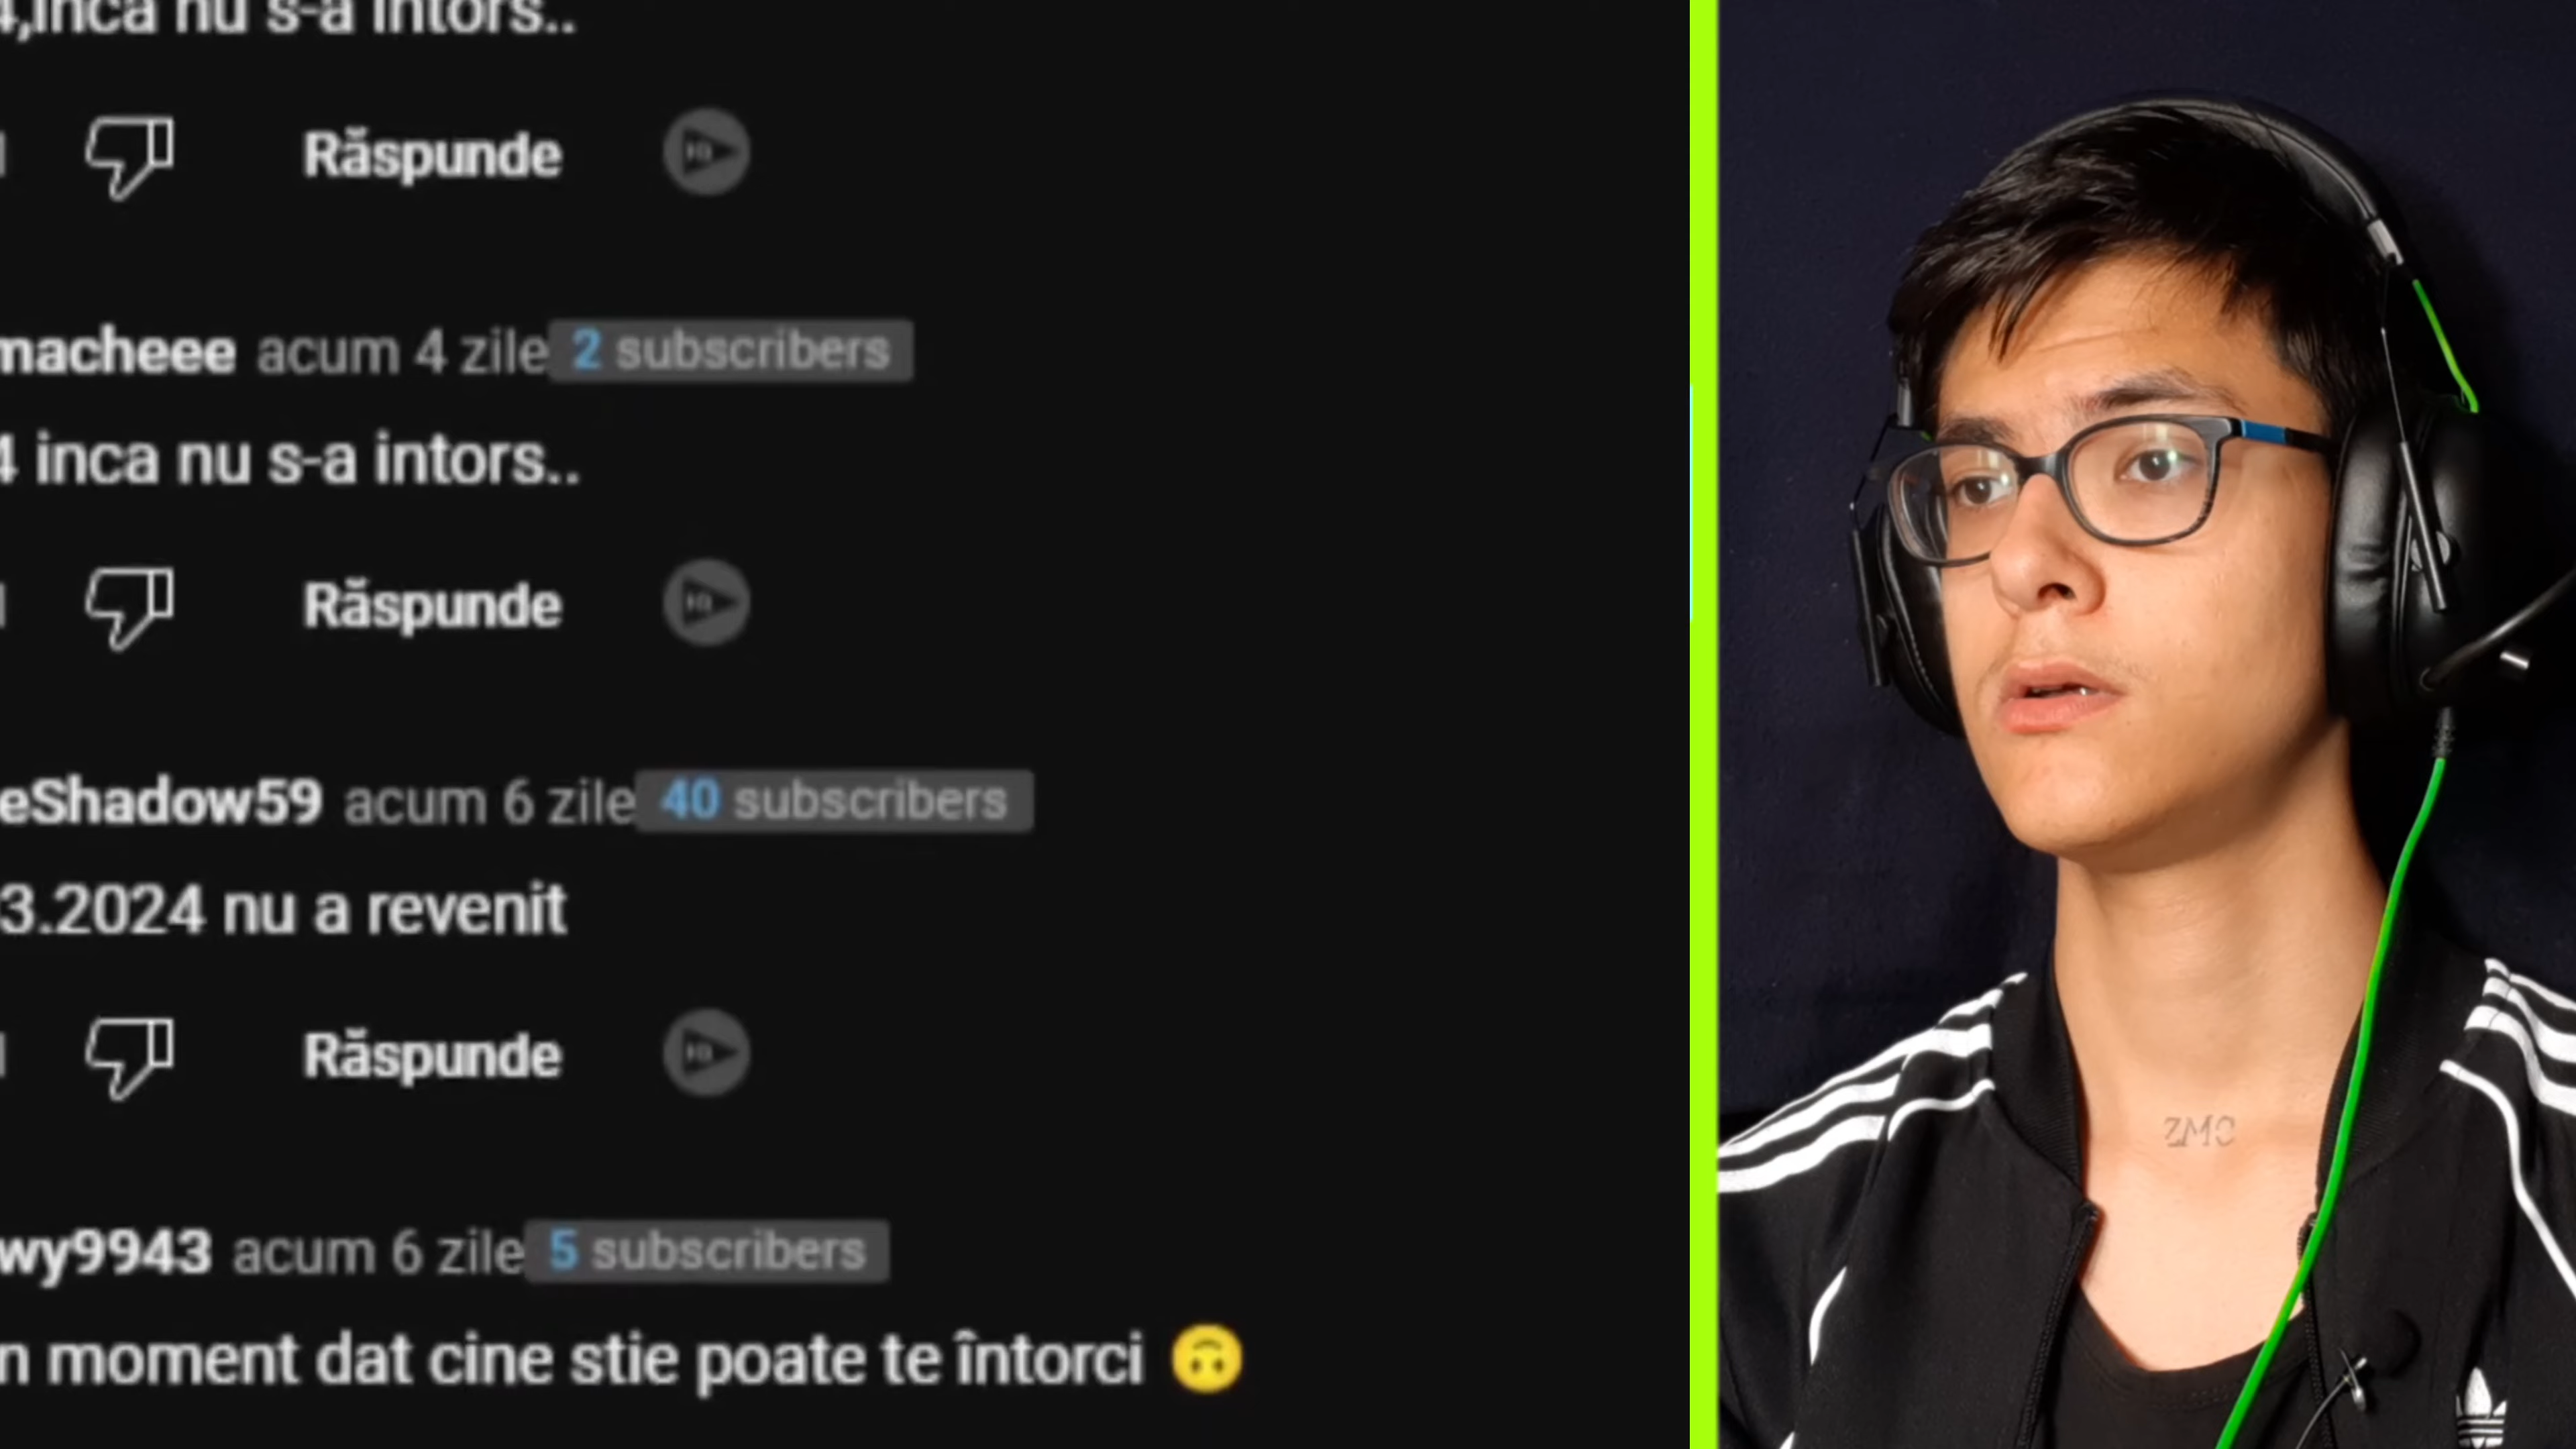 4,inca nu s-a intors..
Răspunde
macheee acum 4 zile 2 subscribers
4 inca nu s-a intors..
Răspunde
eShadow59 acum 6 zile 40 subscribers
3.2024 nu a revenit
Răspunde
wy9943 acum 6 zile 5 subscribers
n moment dat cine stie poate te întorci 🙃
ZMC